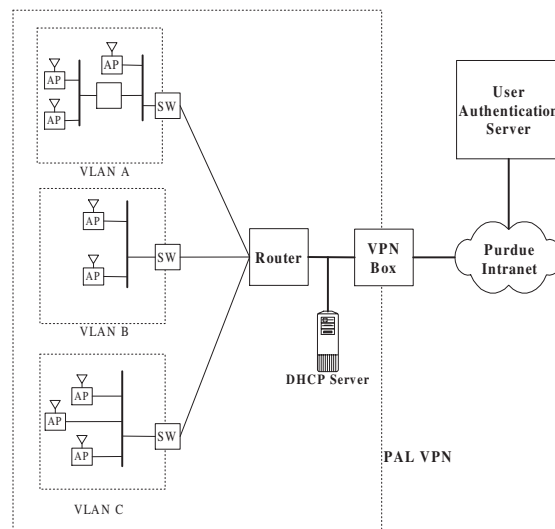 AP
AP
AP
SW
VLAN A
AP
AP
SW
VLAN B
AP
AP
AP
SW
VLAN C
Router
DHCP Server
VPN
Box
PAL VPN
User
Authentication
Server
Purdue
Intranet